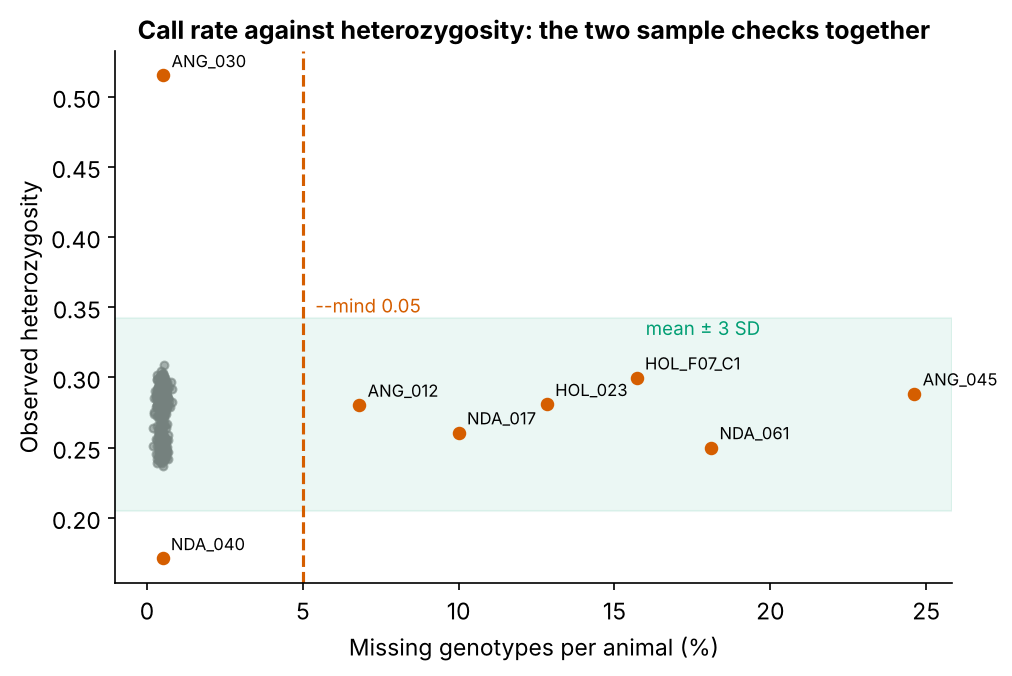 Call rate against heterozygosity: the two sample checks together
ANG_030
0.50
0.45
0.40
0.35
0.30
0.25
0.20
Observed heterozygosity
--mind 0.05
mean ± 3 SD
HOL_F07_C1
ANG_045
ANG_012
HOL_023
NDA_017
NDA_061
NDA_040
0
5
10
15
20
25
Missing genotypes per animal (%)